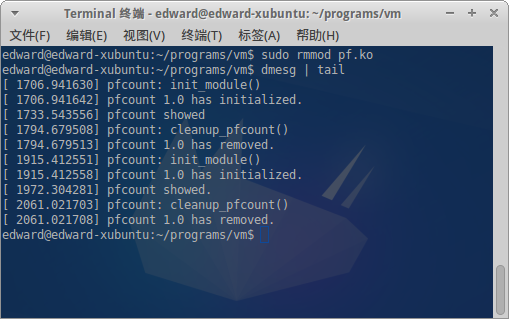 Terminal 终端 - edward@edward-xubuntu: ~/programs/vm
文件(F) 编辑(E) 视图(V) 终端(T) 标签(A) 帮助(H)
edward@edward-xubuntu:~/programs/vm$ sudo rmmod pf.ko
edward@edward-xubuntu:~/programs/vm$ dmesg | tail
[ 1706.941630] pfcount: init_module()
[ 1706.941642] pfcount 1.0 has initialized.
[ 1733.543556] pfcount showed
[ 1794.679508] pfcount: cleanup_pfcount()
[ 1794.679513] pfcount 1.0 has removed.
[ 1915.412551] pfcount: init_module()
[ 1915.412558] pfcount 1.0 has initialized.
[ 1972.304281] pfcount showed.
[ 2061.021703] pfcount: cleanup_pfcount()
[ 2061.021708] pfcount 1.0 has removed.
edward@edward-xubuntu:~/programs/vm$